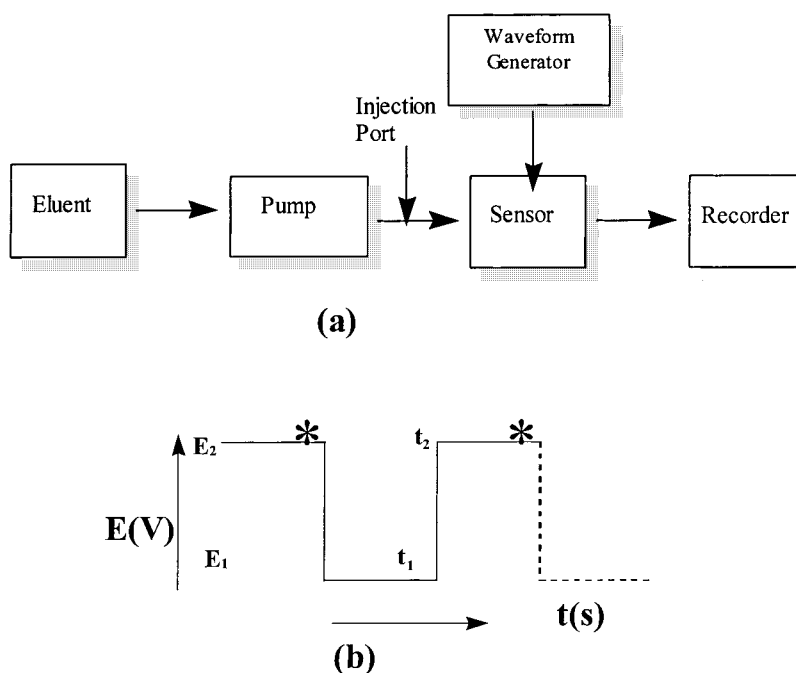 Waveform
Generator
Injection
Port
Eluent
Pump
Sensor
Recorder
(a)
E₂ * t₂ *
E(V)
E₁ t₁
t(s)
(b)